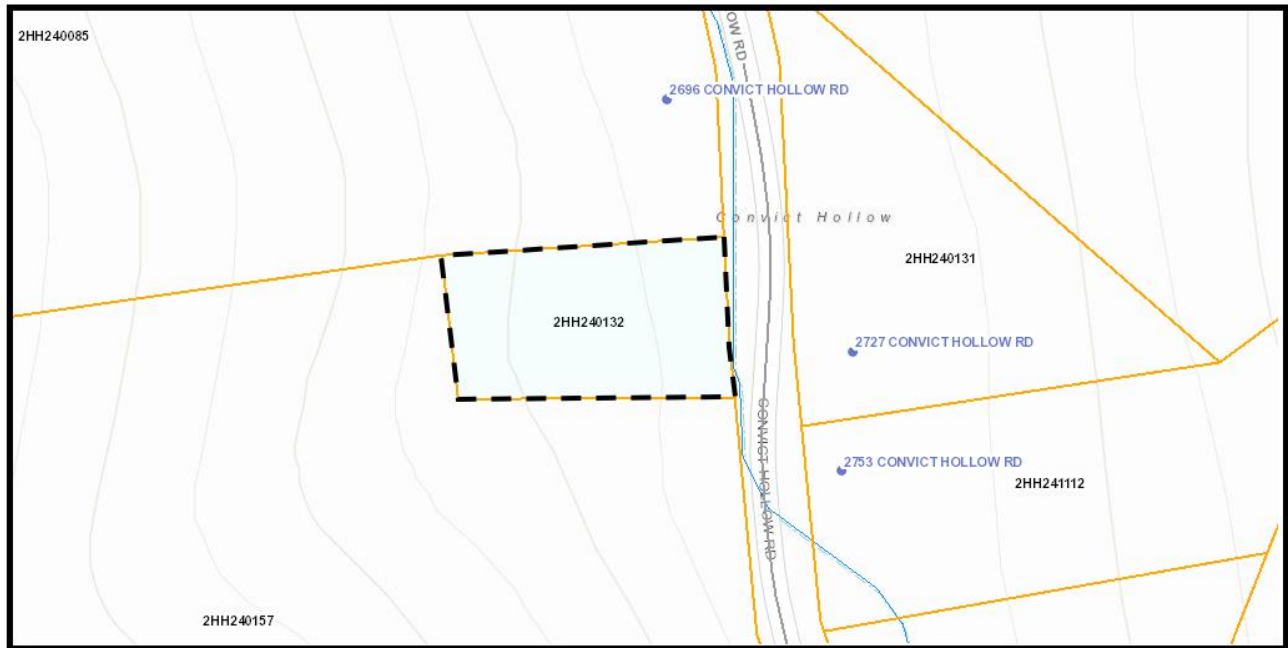 2HH240085
OW RD
2696 CONVICT HOLLOW RD
Convict Hollow
2HH240131
2HH240132
2727 CONVICT HOLLOW RD
CONVICT HOLLOW RD
2753 CONVICT HOLLOW RD
2HH241112
2HH240157